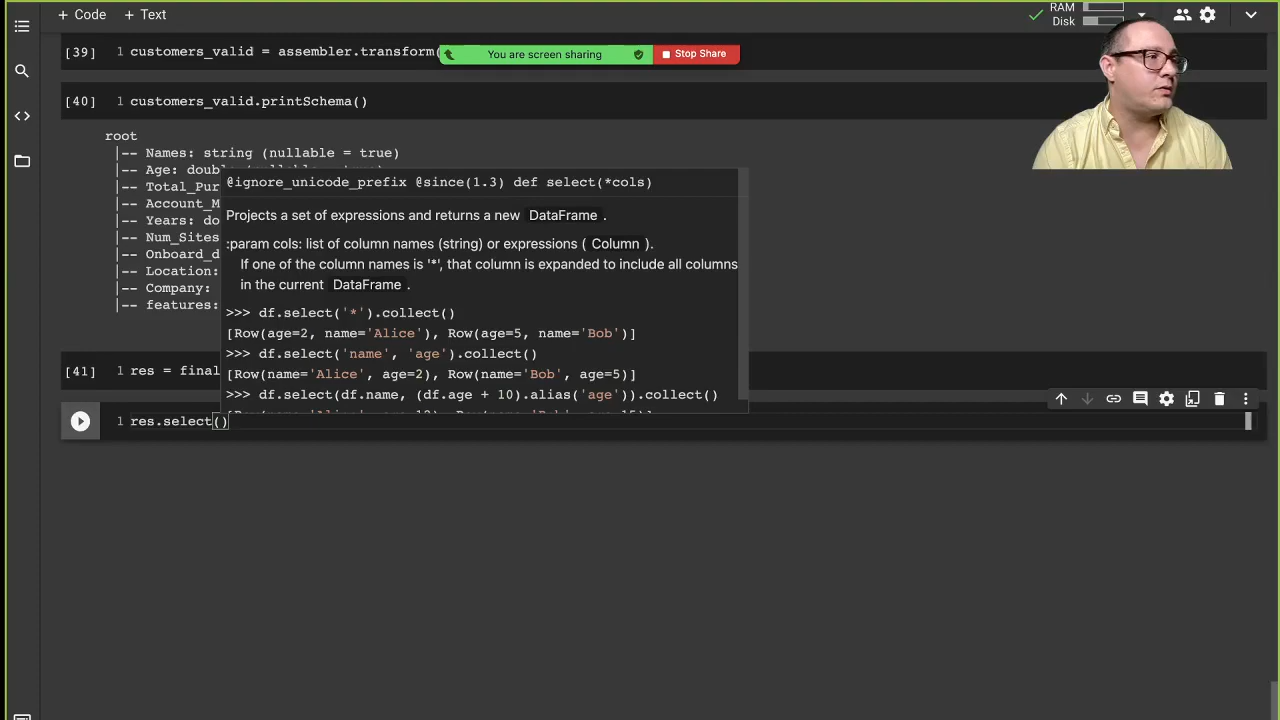 + Code + Text
RAM
Disk
[39] 1 customers_valid = assembler.transform(
You are screen sharing
Stop Share
[40] 1 customers_valid.printSchema()
root
|-- Names: string (nullable = true)
|-- Age: double
|-- Total_Pur
|-- Account_M
|-- Years: do
|-- Num_Sites
|-- Onboard_d
|-- Location:
|-- Company:
|-- features:
@ignore_unicode_prefix @since(1.3) def select(*cols)
Projects a set of expressions and returns a new DataFrame .
:param cols: list of column names (string) or expressions ( Column ).
If one of the column names is '*', that column is expanded to include all columns
in the current DataFrame .
>>> df.select('*').collect()
[Row(age=2, name='Alice'), Row(age=5, name='Bob')]
>>> df.select('name', 'age').collect()
[Row(name='Alice', age=2), Row(name='Bob', age=5)]
>>> df.select(df.name, (df.age + 10).alias('age')).collect()
[41] 1 res = final
1 res.select()